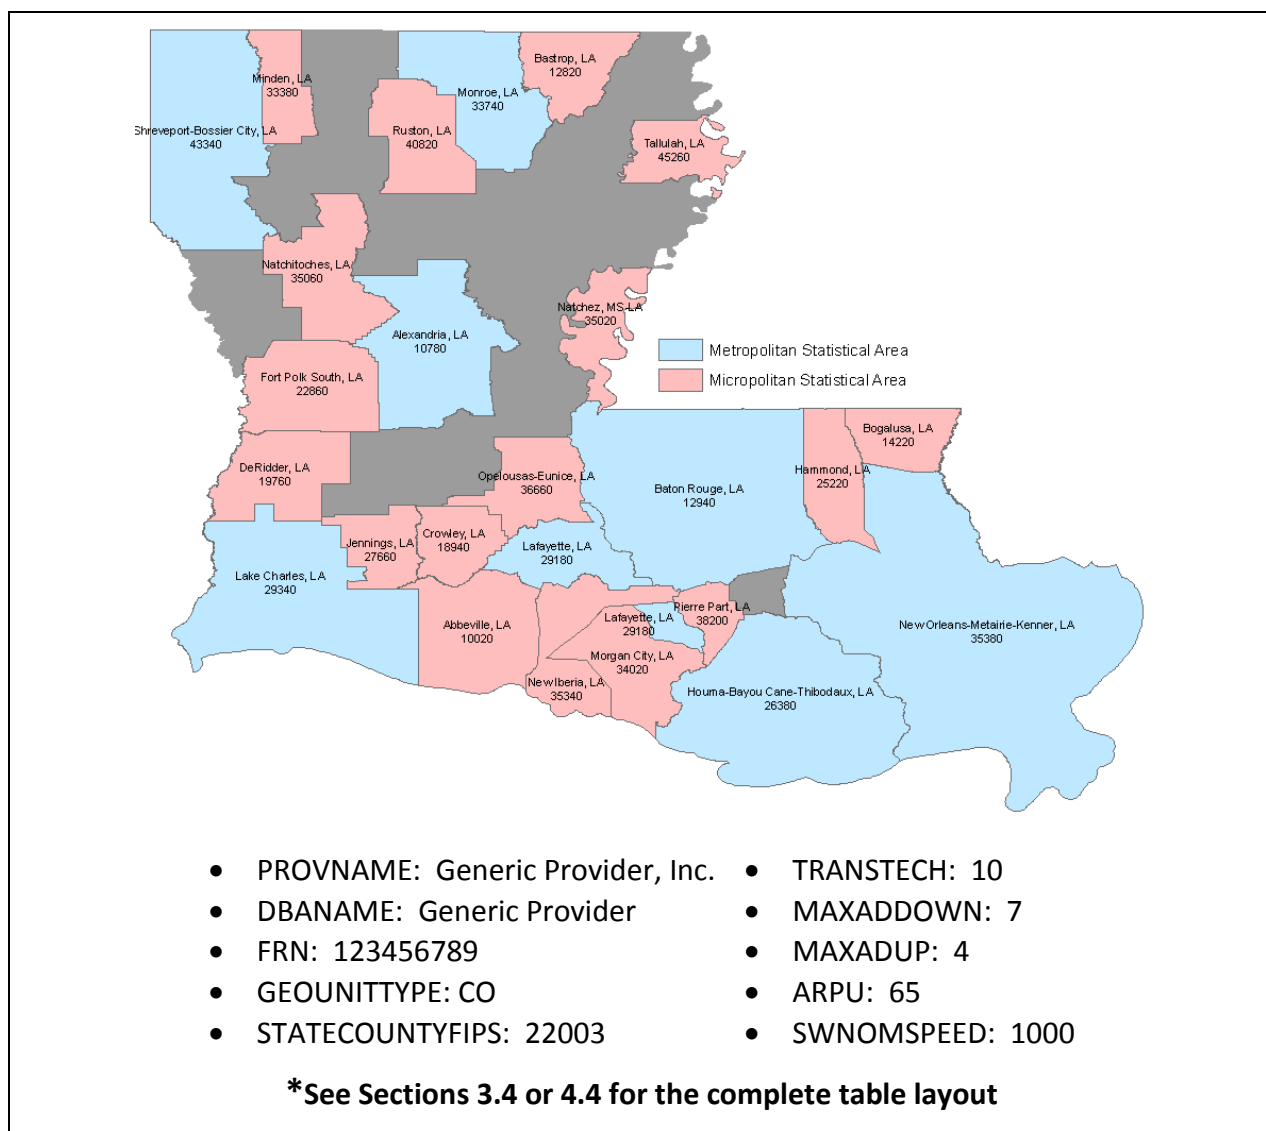 Minden, LA
33380
Bastrop, LA
12820
Monroe, LA
33740
Shreveport-Bossier City, LA
43340
Ruston, LA
40820
Tallulah, LA
45260
Natchitoches, LA
35060
Natchez, MS-LA
35020
Alexandria, LA
10780
Metropolitan Statistical Area
Micropolitan Statistical Area
Fort Polk South, LA
22860
Bogalusa, LA
14220
DeRidder, LA
19760
Opelousas-Eunice, LA
36660
Baton Rouge, LA
12940
Hammond, LA
25220
Jennings, LA
27660
Crowley, LA
18940
Lafayette, LA
29180
Lake Charles, LA
29340
Abbeville, LA
10020
Lafayette, LA
29180
Pierre Part, LA
38200
New Orleans-Metairie-Kenner, LA
35380
Morgan City, LA
34020
New Iberia, LA
35340
Houma-Bayou Cane-Thibodaux, LA
26380
• PROVNAME: Generic Provider, Inc.
• DBANAME: Generic Provider
• FRN: 123456789
• GEOUNITTYPE: CO
• STATECOUNTYFIPS: 22003
• TRANSTECH: 10
• MAXADDOWN: 7
• MAXADUP: 4
• ARPU: 65
• SWNOMSPEED: 1000
*See Sections 3.4 or 4.4 for the complete table layout